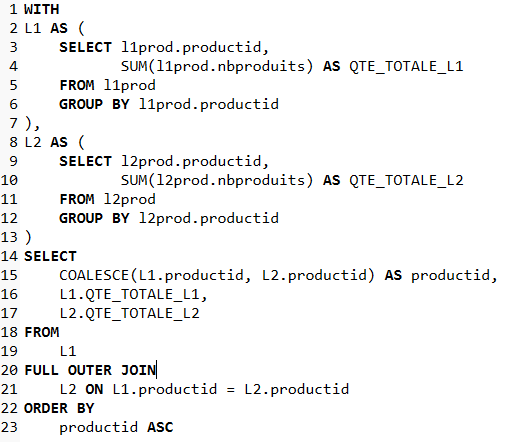 1 WITH
2 L1 AS (
3     SELECT l1prod.productid,
4            SUM(l1prod.nbproduits) AS QTE_TOTALE_L1
5     FROM l1prod
6     GROUP BY l1prod.productid
7 ),
8 L2 AS (
9     SELECT l2prod.productid,
10            SUM(l2prod.nbproduits) AS QTE_TOTALE_L2
11     FROM l2prod
12     GROUP BY l2prod.productid
13 )
14 SELECT
15     COALESCE(L1.productid, L2.productid) AS productid,
16     L1.QTE_TOTALE_L1,
17     L2.QTE_TOTALE_L2
18 FROM
19     L1
20 FULL OUTER JOIN
21     L2 ON L1.productid = L2.productid
22 ORDER BY
23     productid ASC